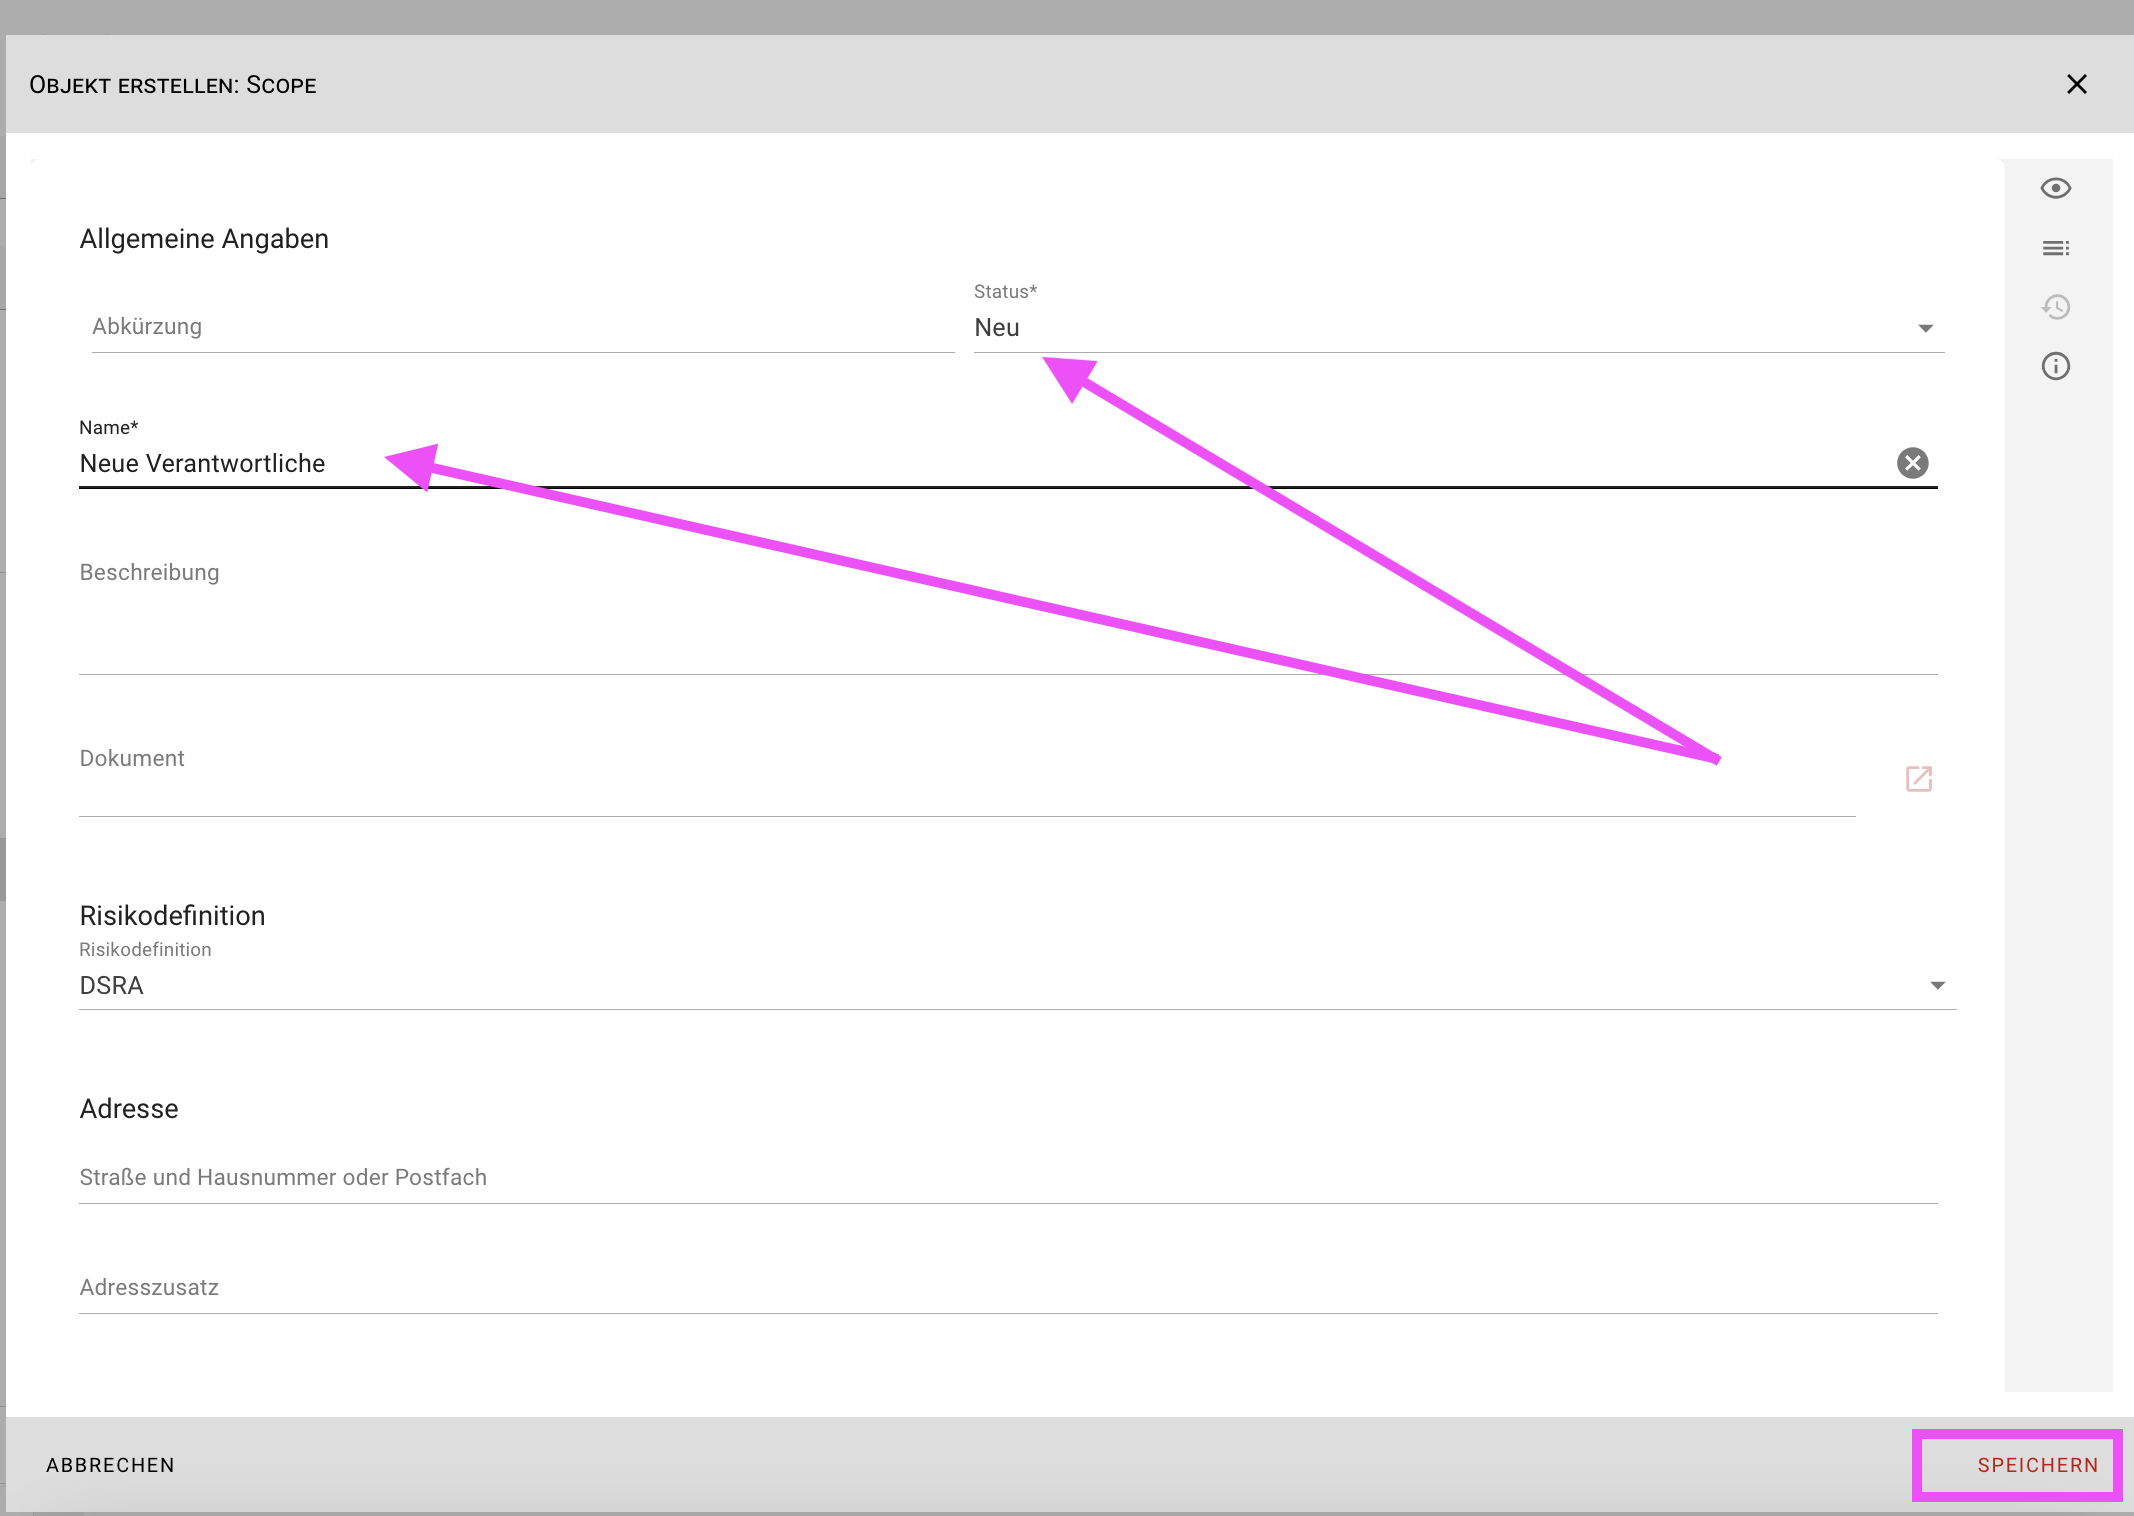 Objekt erstellen: Scope
Allgemeine Angaben
Abkürzung
Status*
Neu
Name*
Neue Verantwortliche
Beschreibung
Dokument
Risikodefinition
Risikodefinition
DSRA
Adresse
Straße und Hausnummer oder Postfach
Adresszusatz
ABBRECHEN
SPEICHERN